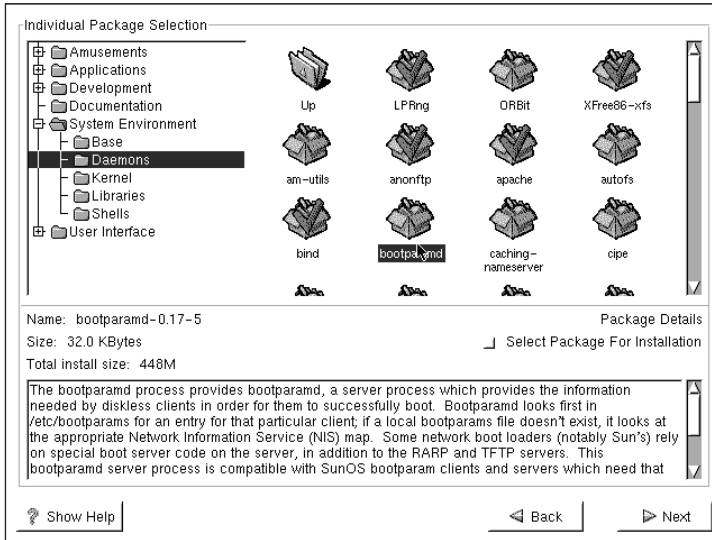 Individual Package Selection
Amusements
Applications
Development
Documentation
System Environment
Base
Daemons
Kernel
Libraries
Shells
User Interface
Up
LPRng
ORBit
XFree86-xfs
am-utils
anonftp
apache
autofs
bind
bootparamd
caching-
nameserver
cipe
Name: bootparamd-0.17-5
Package Details
Size: 32.0 KBytes
Select Package For Installation
Total install size: 448M
The bootparamd process provides bootparamd, a server process which provides the information
needed by diskless clients in order for them to successfully boot. Bootparamd looks first in
/etc/bootparams for an entry for that particular client; if a local bootparams file doesn't exist, it looks at
the appropriate Network Information Service (NIS) map. Some network boot loaders (notably Sun's) rely
on special boot server code on the server, in addition to the RARP and TFTP servers. This
bootparamd server process is compatible with SunOS bootparam clients and servers which need that
Show Help
Back
Next